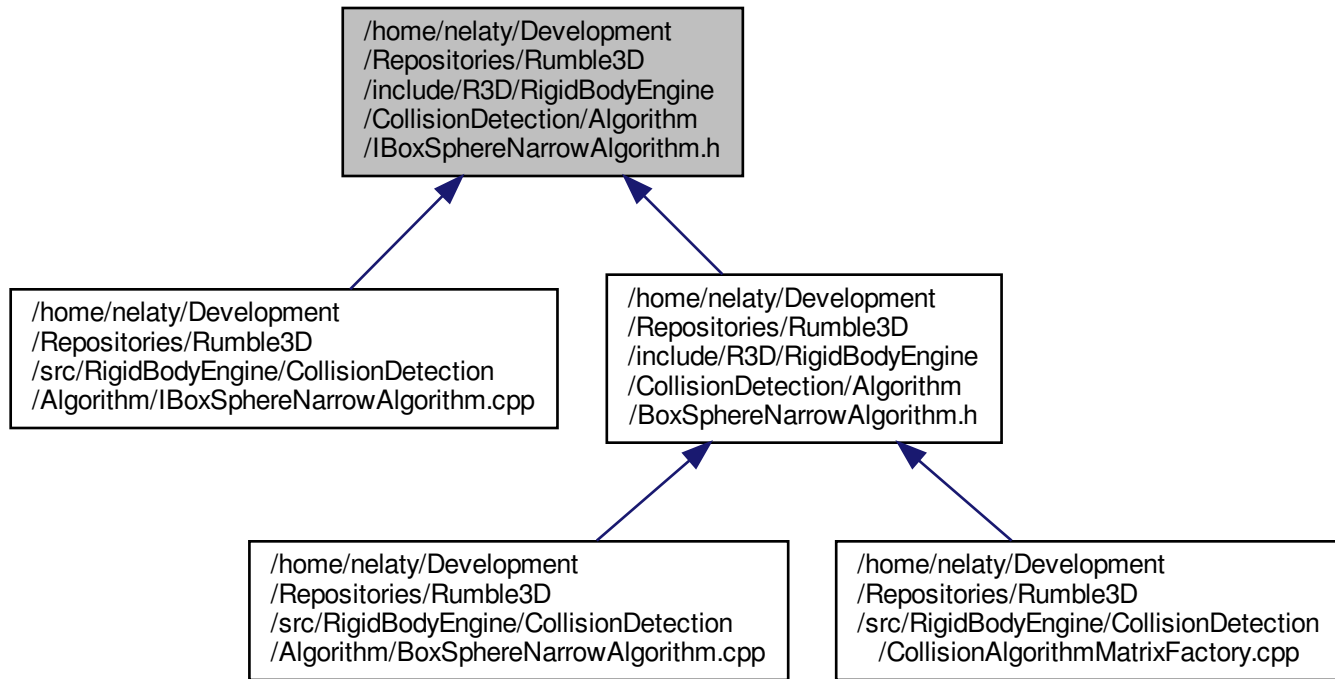 /home/nelaty/Development
/Repositories/Rumble3D
/include/R3D/RigidBodyEngine
/CollisionDetection/Algorithm
/IBoxSphereNarrowAlgorithm.h
/home/nelaty/Development
/Repositories/Rumble3D
/src/RigidBodyEngine/CollisionDetection
/Algorithm/IBoxSphereNarrowAlgorithm.cpp
/home/nelaty/Development
/Repositories/Rumble3D
/include/R3D/RigidBodyEngine
/CollisionDetection/Algorithm
/BoxSphereNarrowAlgorithm.h
/home/nelaty/Development
/Repositories/Rumble3D
/src/RigidBodyEngine/CollisionDetection
/Algorithm/BoxSphereNarrowAlgorithm.cpp
/home/nelaty/Development
/Repositories/Rumble3D
/src/RigidBodyEngine/CollisionDetection
/CollisionAlgorithmMatrixFactory.cpp